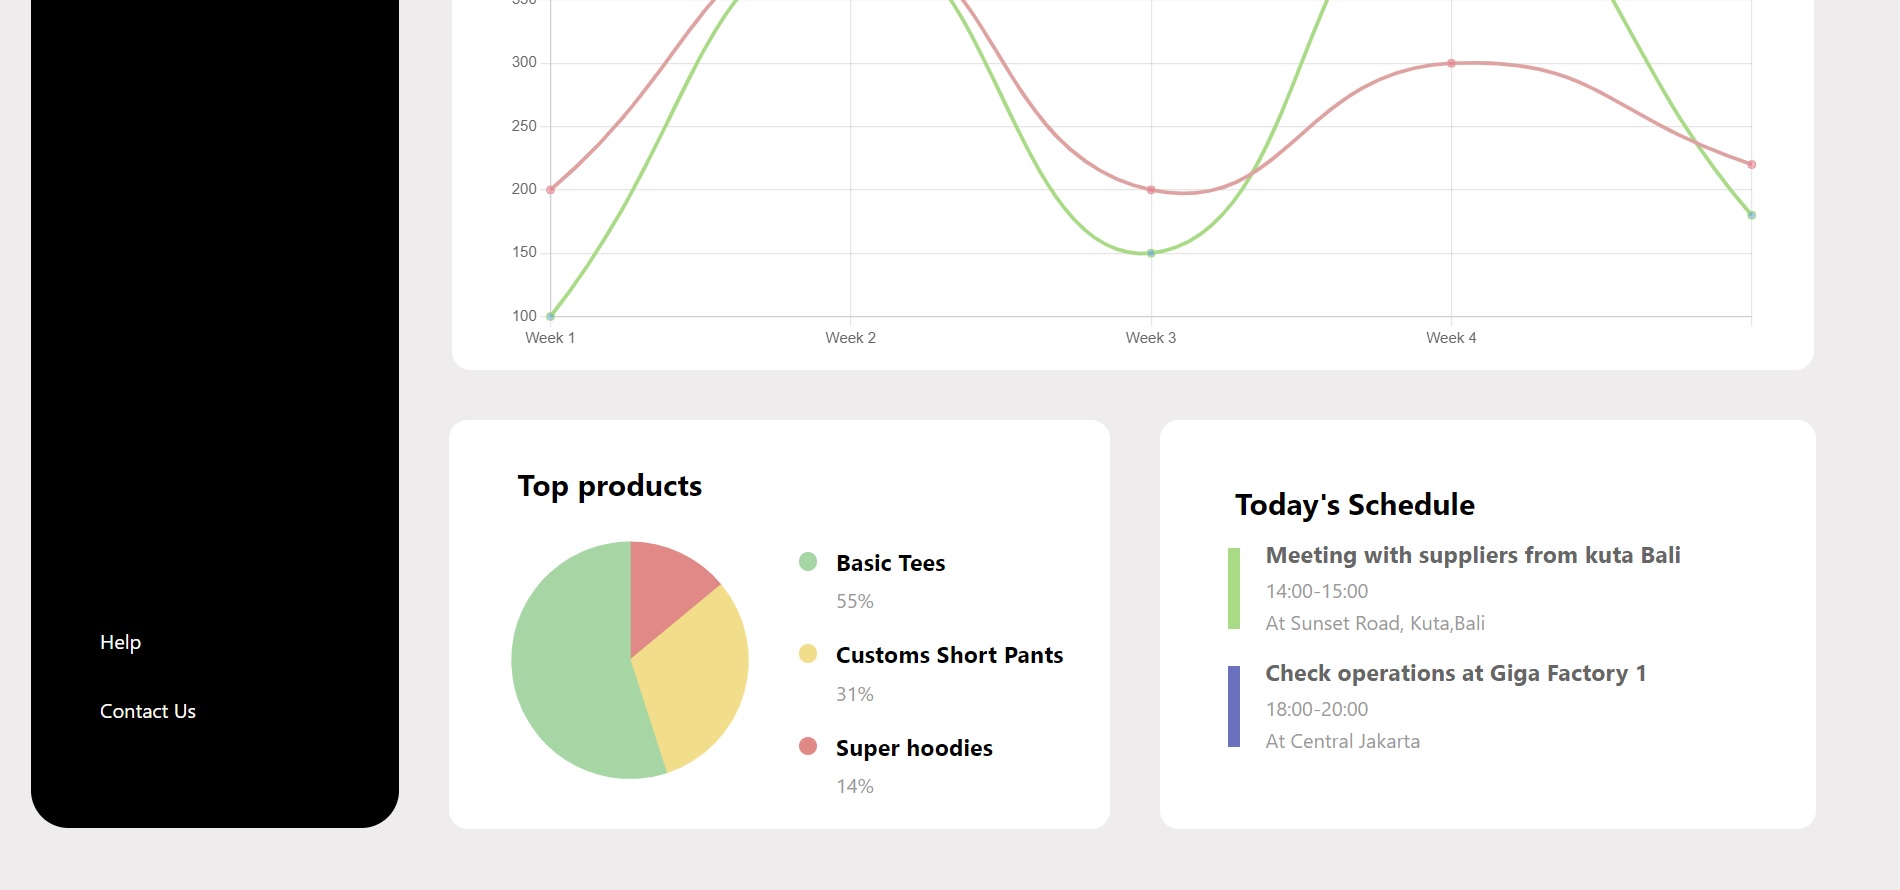 350
300
250
200
150
100
Week 1
Week 2
Week 3
Week 4
Top products
Basic Tees
55%
Customs Short Pants
31%
Super hoodies
14%
Today's Schedule
Meeting with suppliers from kuta Bali
14:00-15:00
At Sunset Road, Kuta,Bali
Check operations at Giga Factory 1
18:00-20:00
At Central Jakarta
Help
Contact Us